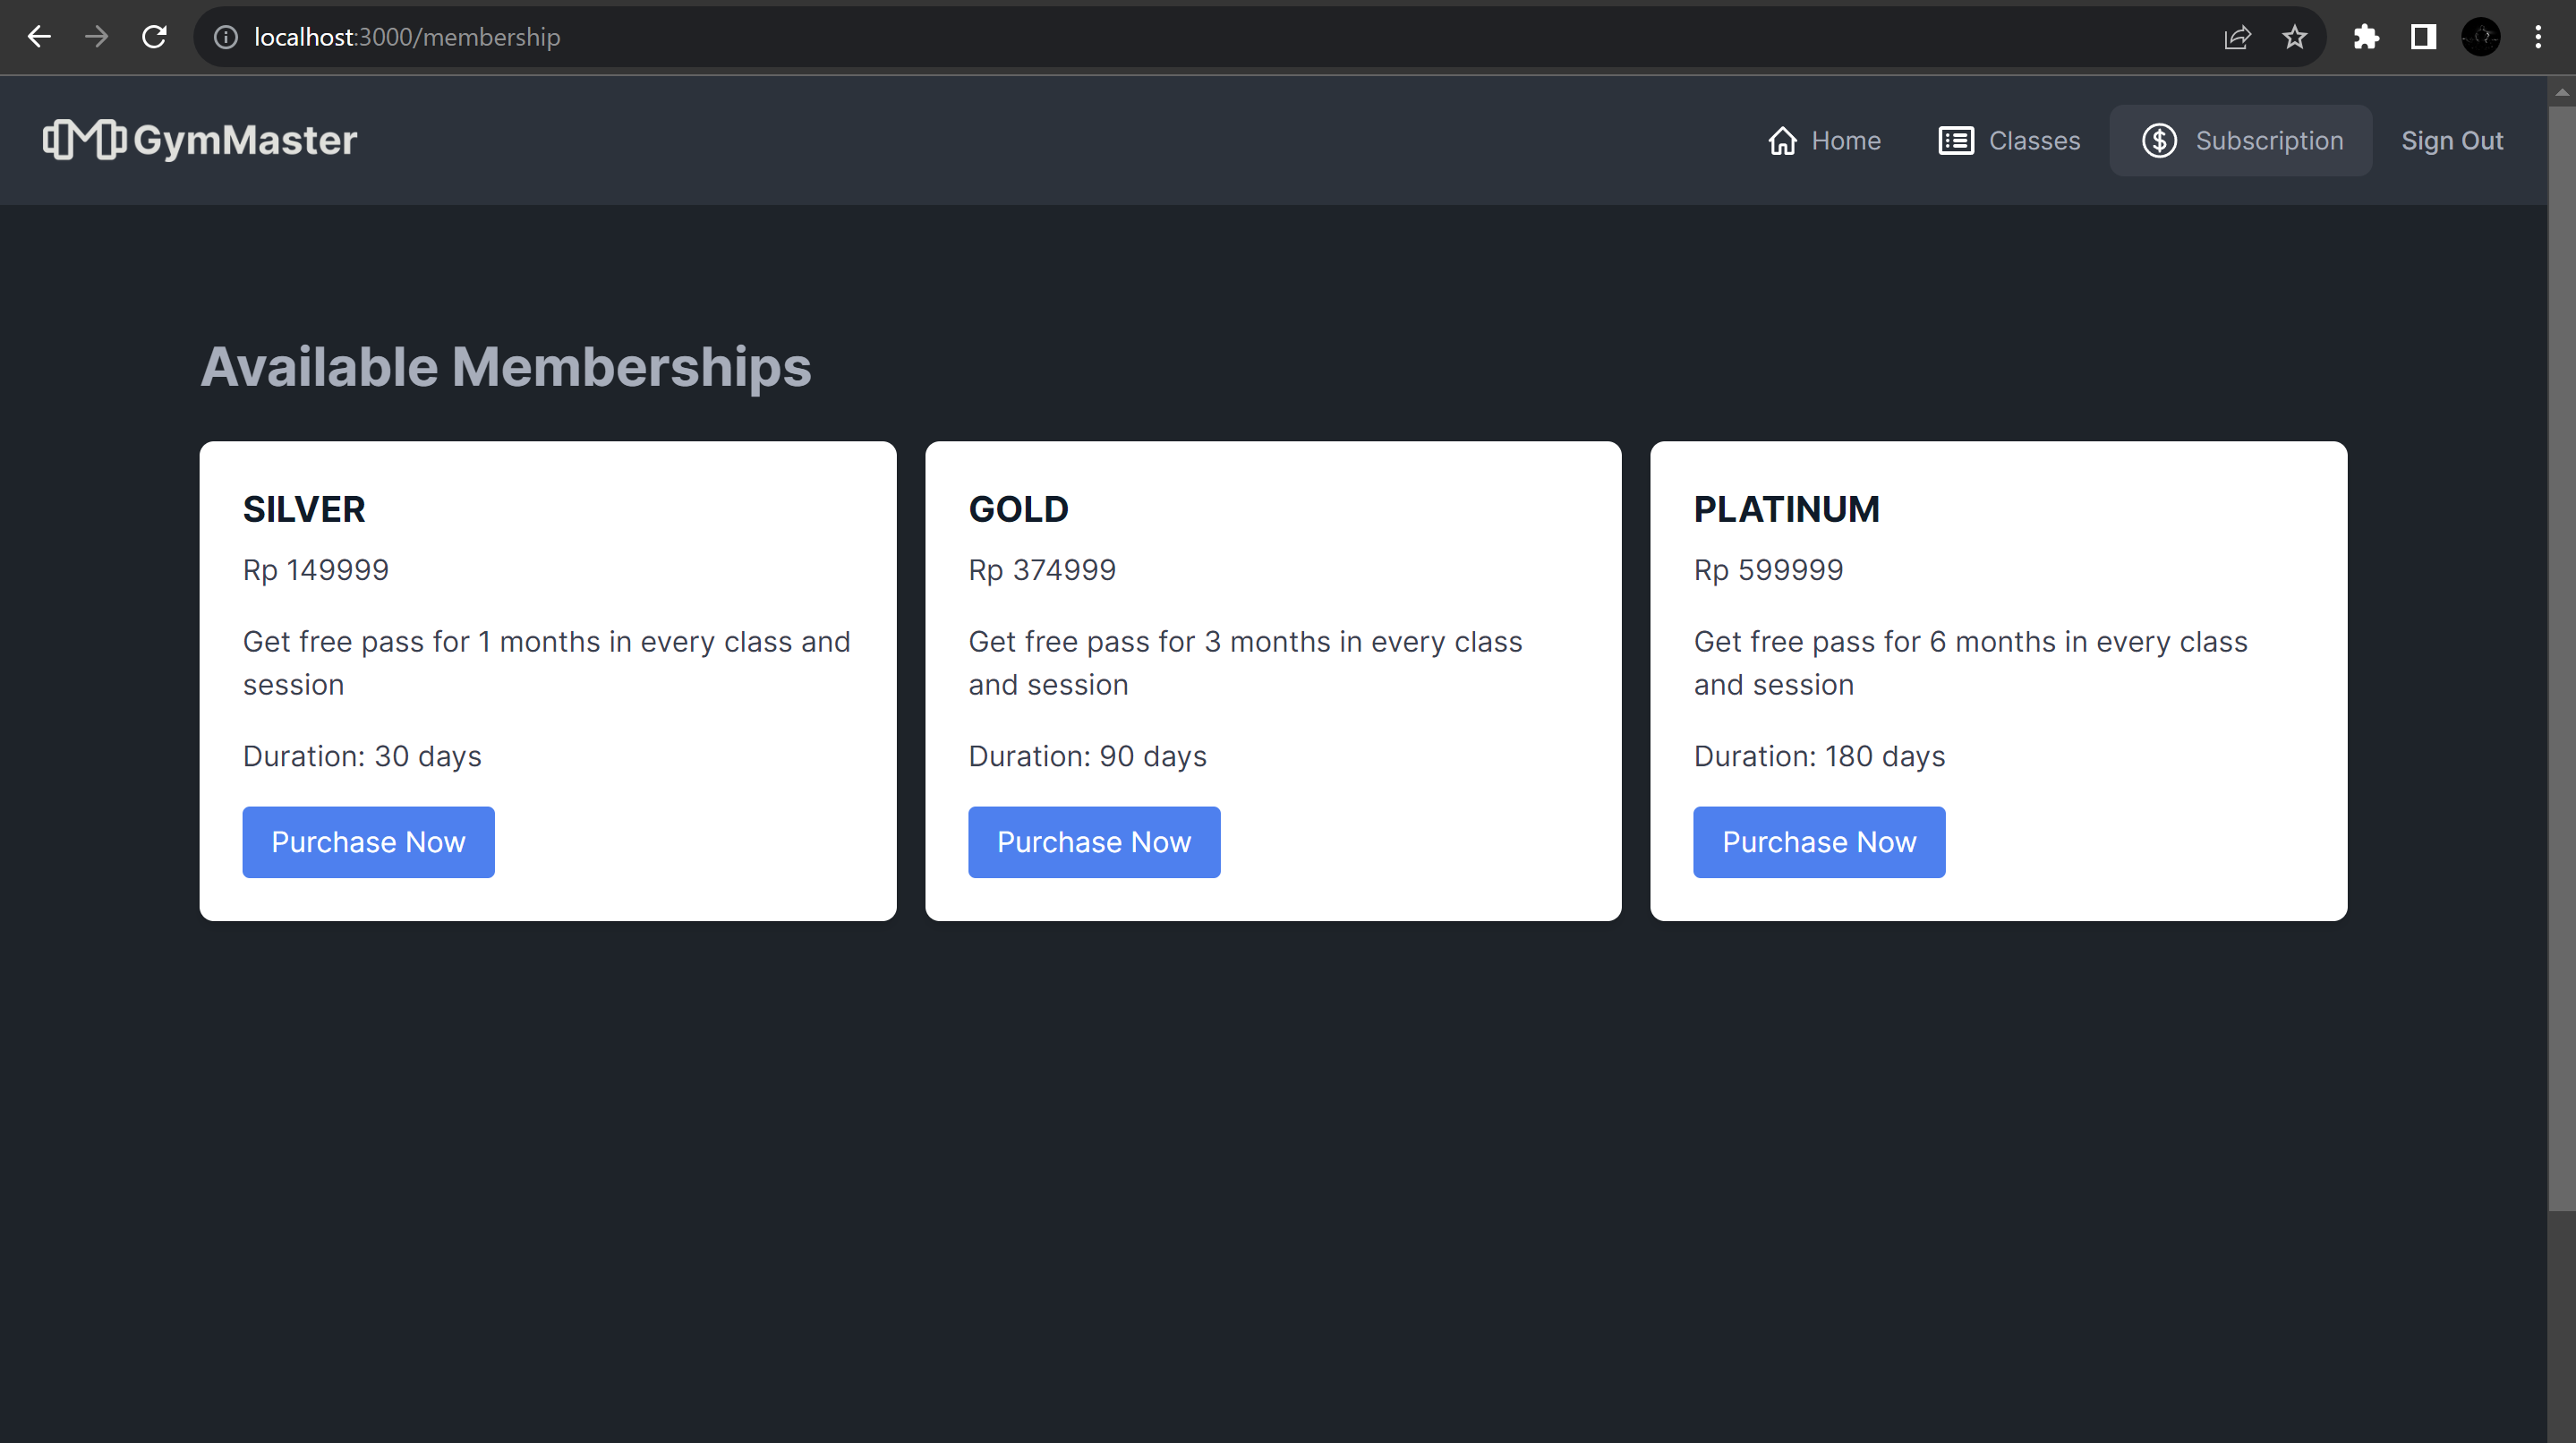 localhost:3000/membership
GymMaster
Home
Classes
Subscription
Sign Out
Available Memberships
SILVER
Rp 149999
Get free pass for 1 months in every class and
session
Duration: 30 days
Purchase Now
GOLD
Rp 374999
Get free pass for 3 months in every class
and session
Duration: 90 days
Purchase Now
PLATINUM
Rp 599999
Get free pass for 6 months in every class
and session
Duration: 180 days
Purchase Now